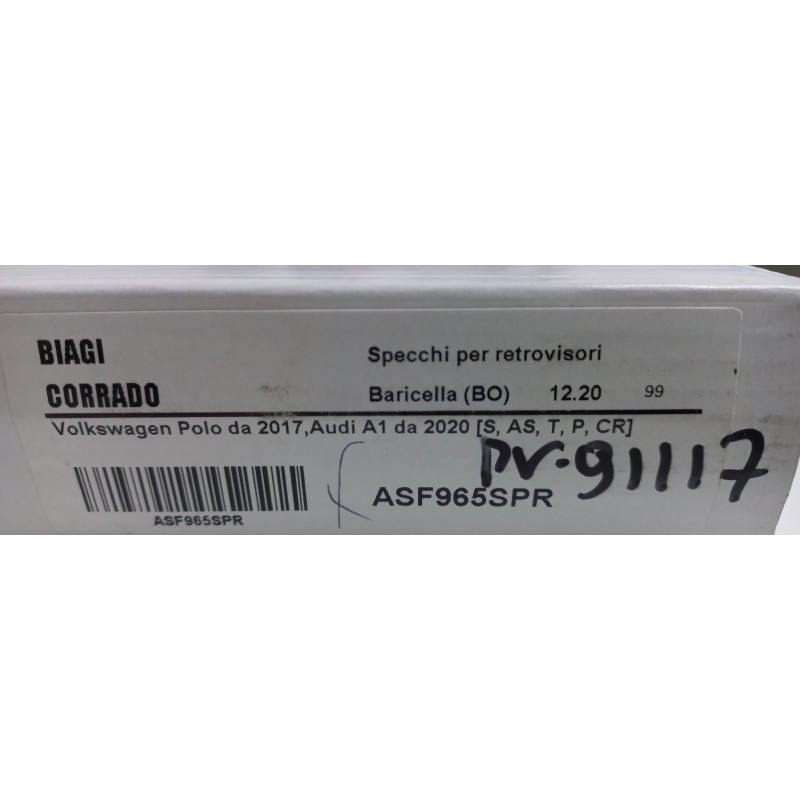 BIAGI
CORRADO
Specchi per retrovisori
Baricella (BO) 12.20 99
Volkswagen Polo da 2017,Audi A1 da 2020 [S, AS, T, P, CR]
PV-91117
ASF965SPR
ASF965SPR